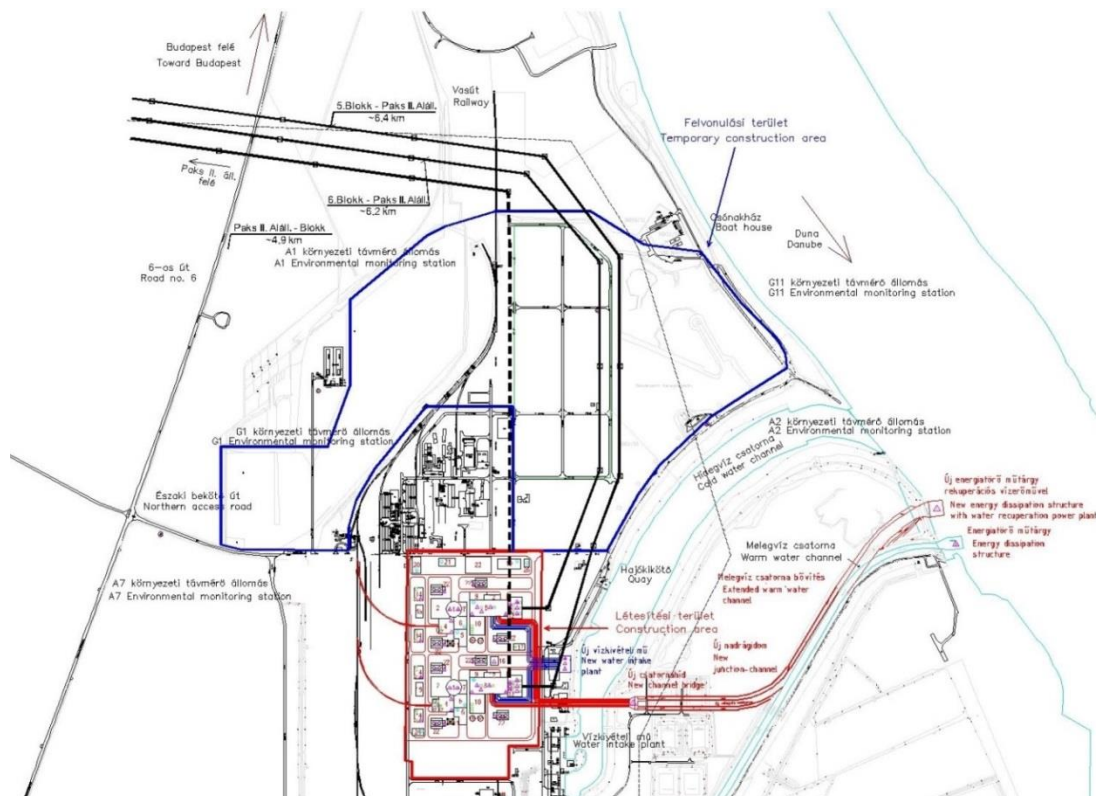 Budapest felé
Toward Budapest
Vasút
Railway
5.Blokk - Paks II. Aláll.
~6,4 km
Felvonulási terület
Temporary construction area
Paks II. áll.
felé
6.Blokk - Paks II. Aláll.
~6,2 km
Csónakház
Boat house
Duna
Danube
Paks II. Aláll. - Blokk
~4,9 km
A1 környezeti távmérő állomás
A1 Environmental monitoring station
6-os út
Road no. 6
G11 környezeti távmérő állomás
G11 Environmental monitoring station
G1 környezeti távmérő állomás
G1 Environmental monitoring station
A2 környezeti távmérő állomás
A2 Environmental monitoring station
Hidegvíz csatorna
Cold water channel
Északi bekötő út
Northern access road
Új energiatörő műtárgy
rekuperációs vízerőművel
New energy dissipation structure
with water recuperation power plant
Energiatörő műtárgy
Energy dissipation
structure
Melegvíz csatorna
Warm water channel
Hajókikötő
Quay
Melegvíz csatorna bővítés
Extended warm water
channel
A7 környezeti távmérő állomás
A7 Environmental monitoring station
Létesítési terület
Construction area
Új vízkivételi mű
New water intake
plant
Új nadrágidom
New
junction-channel
Új csatornahíd
New channel bridge
Vízkivételi mű
Water intake plant